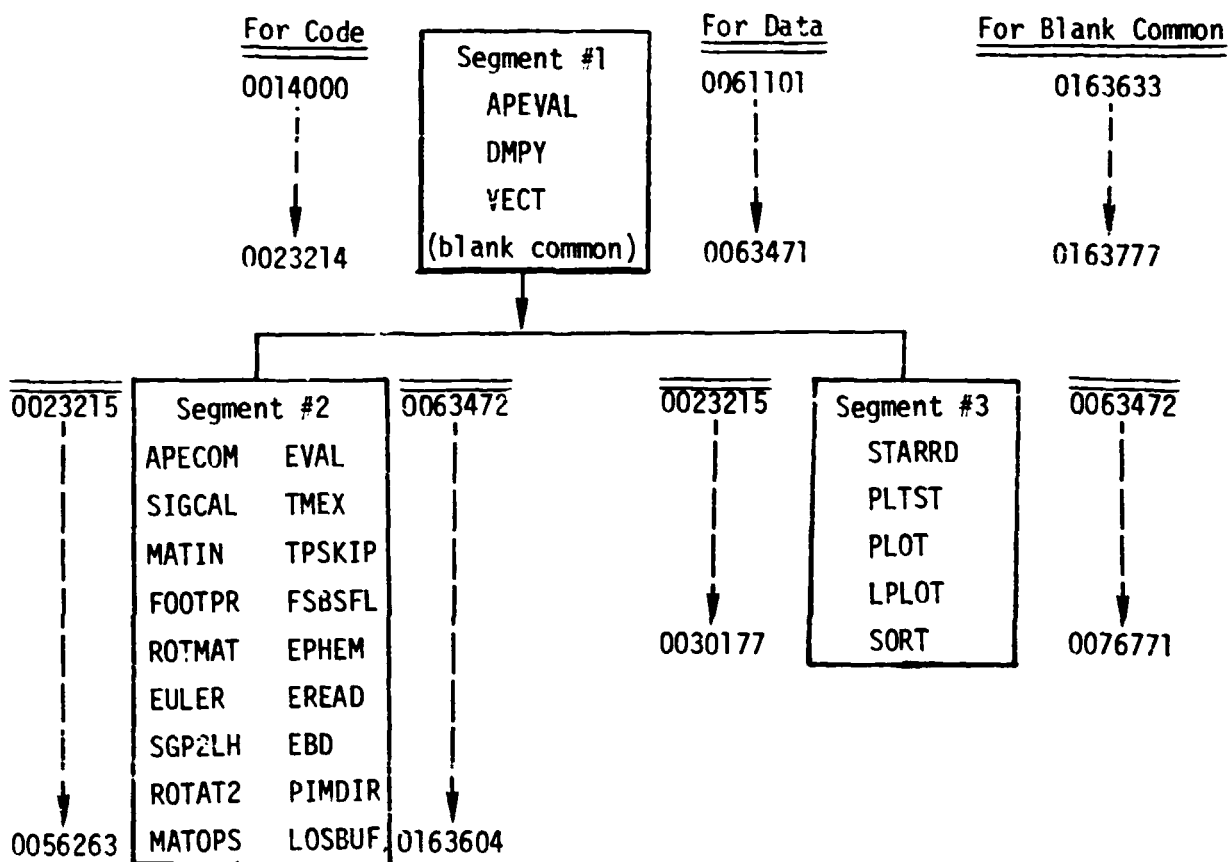 For Code
0014000
0023214
Segment #1
APEVAL
DMPY
VECT
(blank common)
For Data
0061101
0063471
For Blank Common
0163633
0163777
0023215
0056263
Segment #2
APECOM EVAL
SIGCAL TMEX
MATIN TPSKIP
FOOTPR FSBSFL
ROTMAT EPHEM
EULER EREAD
SGP2LH EBD
ROTAT2 PIMDIR
MATOPS LOSBUF
0063472
0163604
0023215
0030177
Segment #3
STARRD
PLTST
PLOT
LPLOT
SORT
0063472
0076771